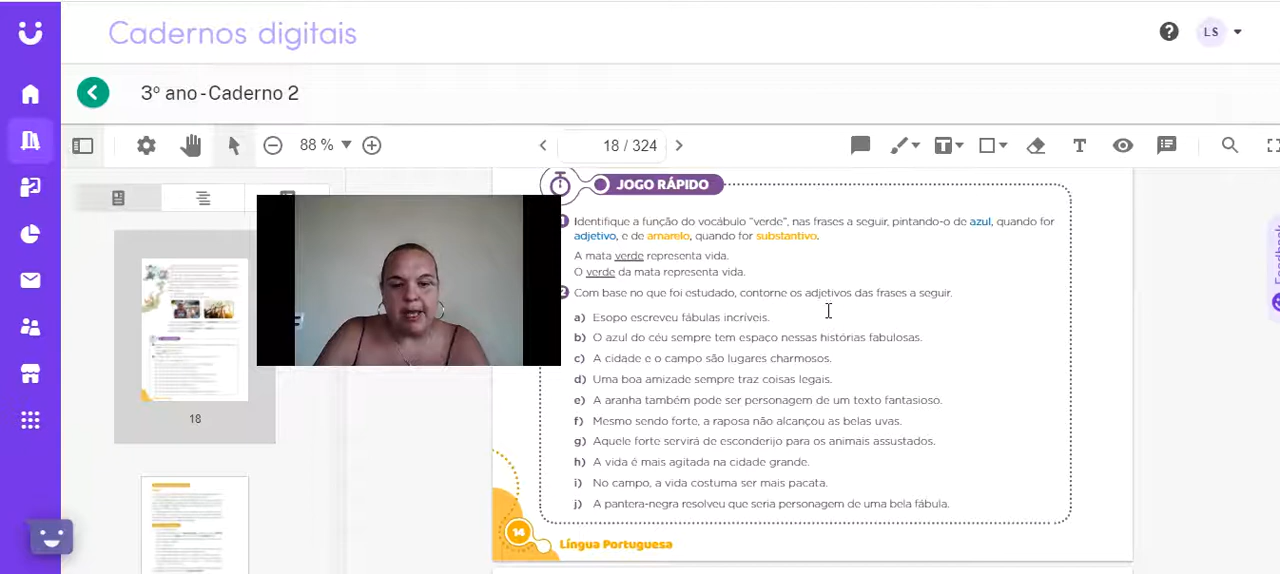 Cadernos digitais
LS
3º ano - Caderno 2
88 %
18 / 324
JOGO RÁPIDO
Identifique a função do vocábulo "verde", nas frases a seguir, pintando-o de azul, quando for
adjetivo, e de amarelo, quando for substantivo.
A mata verde representa vida.
O verde da mata representa vida.
2 Com base no que foi estudado, contorne os adjetivos das frases a seguir.
a) Esopo escreveu fábulas incríveis.
b) O azul do céu sempre tem espaço nessas histórias fabulosas.
c) A cidade e o campo são lugares charmosos.
d) Uma boa amizade sempre traz coisas legais.
e) A aranha também pode ser personagem de um texto fantasioso.
f) Mesmo sendo forte, a raposa não alcançou as belas uvas.
g) Aquele forte servirá de esconderijo para os animais assustados.
h) A vida é mais agitada na cidade grande.
i) No campo, a vida costuma ser mais pacata.
j) A pantera-negra resolveu que seria personagem de uma bela fábula.
14
Língua Portuguesa
18
Feedback